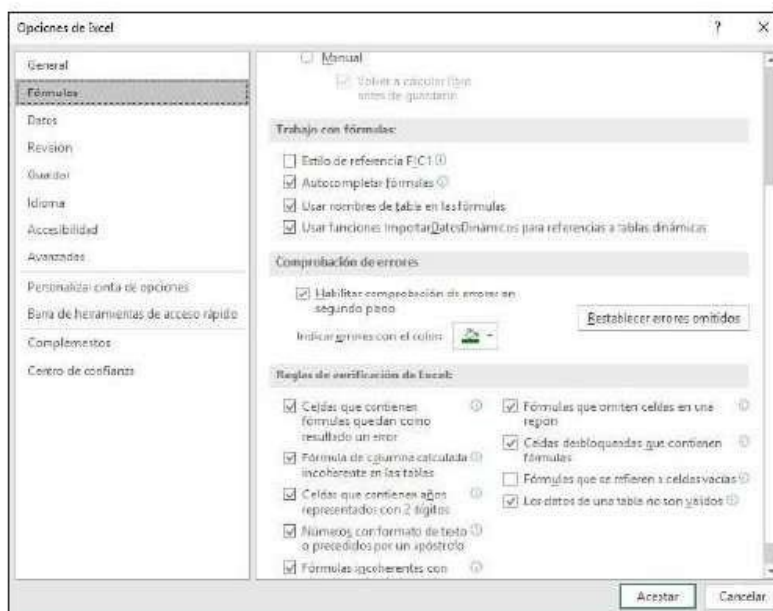 Opciones de Excel
?
X
General
Fórmulas
Datos
Revisión
Guardar
Idioma
Accesibilidad
Avanzadas
Personalizar cinta de opciones
Barra de herramientas de acceso rápido
Complementos
Centro de confianza
Manual
Volver a calcular libro
antes de guardarlo
Trabajo con fórmulas
Estilo de referencia F1C1
Autocompletar fórmulas
Usar nombres de tabla en las fórmulas
Usar funciones ImportarDatosDinámicos para referencias a tablas dinámicas
Comprobación de errores
Habilitar comprobación de errores en
segundo plano
Indicar errores con el color:
Restablecer errores omitidos
Reglas de verificación de Excel:
Celdas que contienen
fórmulas que dan como
resultado un error
Fórmula de columna calculada
incoherente en las tablas
Celdas que contienen años
representados con 2 dígitos
Números con formato de texto
o precedidos por un apóstrofo
Fórmulas incoherentes con
Fórmulas que omiten celdas en una
región
Celdas desbloqueadas que contienen
fórmulas
Fórmulas que se refieren a celdas vacías
Los datos de una tabla no son válidos
Aceptar
Cancelar